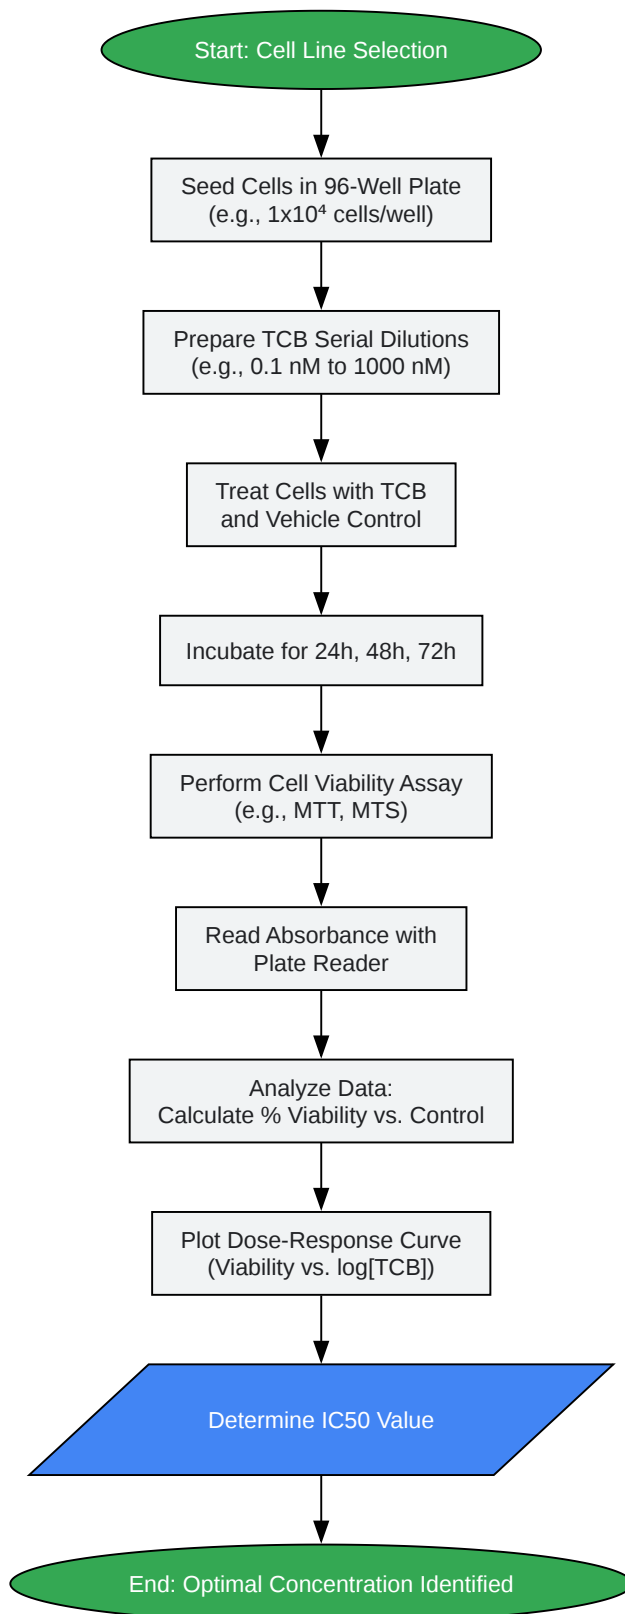 Start: Cell Line Selection
Seed Cells in 96-Well Plate
(e.g., 1x10⁴ cells/well)
Prepare TCB Serial Dilutions
(e.g., 0.1 nM to 1000 nM)
Treat Cells with TCB
and Vehicle Control
Incubate for 24h, 48h, 72h
Perform Cell Viability Assay
(e.g., MTT, MTS)
Read Absorbance with
Plate Reader
Analyze Data:
Calculate % Viability vs. Control
Plot Dose-Response Curve
(Viability vs. log[TCB])
Determine IC50 Value
End: Optimal Concentration Identified